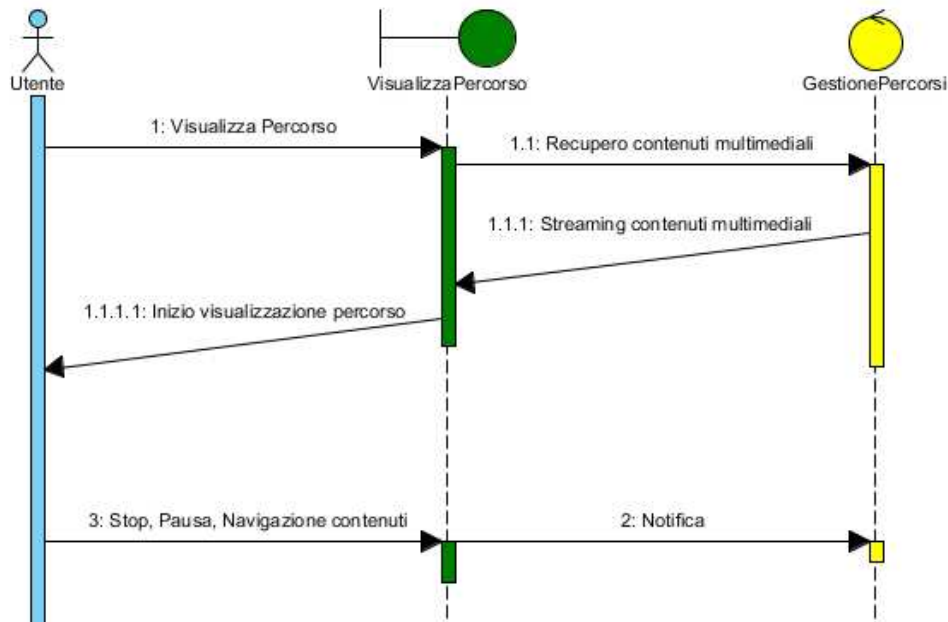 Utente
VisualizzaPercorso
GestionePercorsi
1: Visualizza Percorso
1.1: Recupero contenuti multimediali
1.1.1: Streaming contenuti multimediali
1.1.1.1: Inizio visualizzazione percorso
3: Stop, Pausa, Navigazione contenuti
2: Notifica